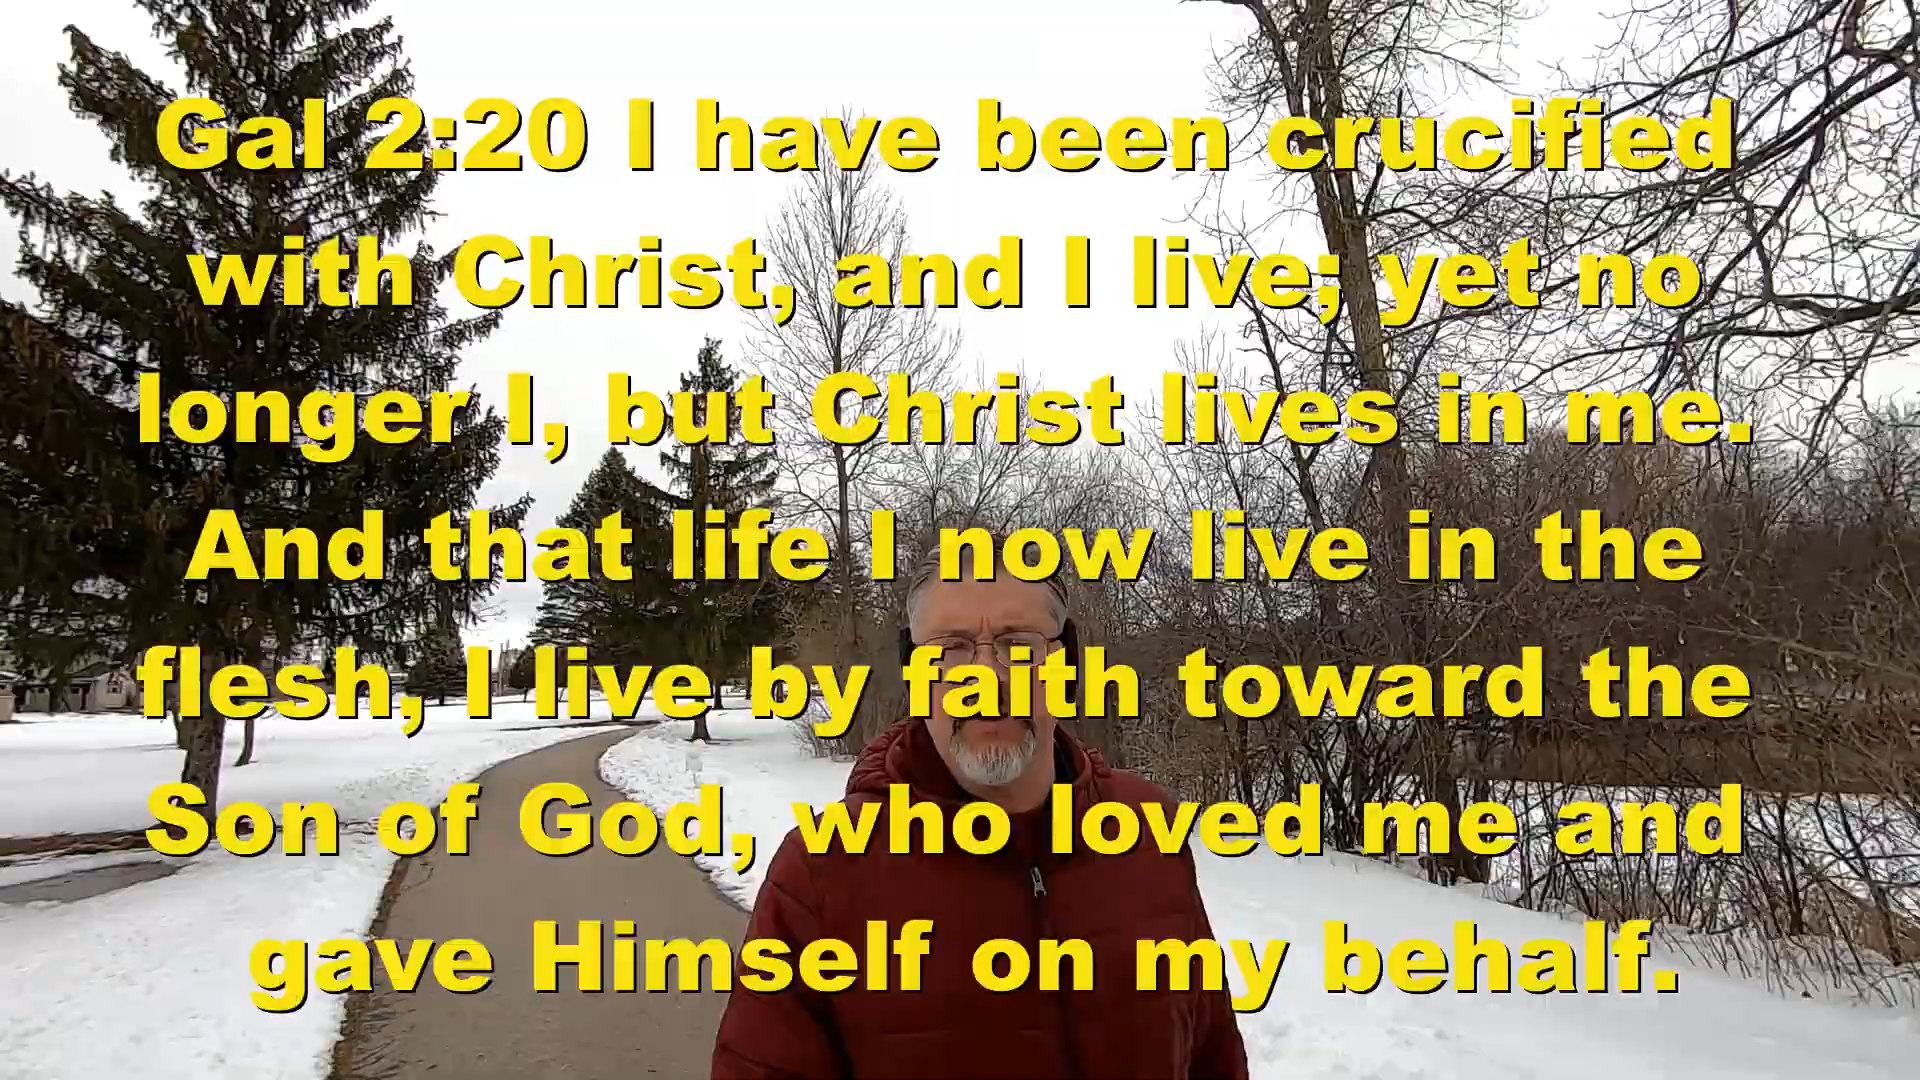 Gal 2:20 I have been crucified
with Christ, and I live; yet no
longer I, but Christ lives in me.
And that life I now live in the
flesh, I live by faith toward the
Son of God, who loved me and
gave Himself on my behalf.